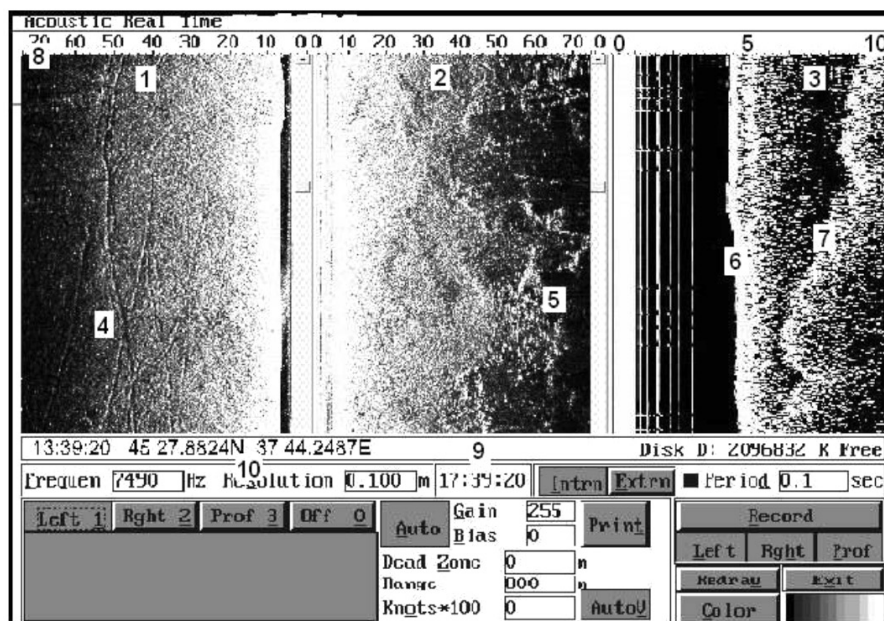 Acoustic Real Time
70 60 50 40 30 20 10 0 0 10 20 30 40 50 60 70 0 0 5 10
8 1 2 3
7
6
4 5
13:39:20 45 27.8824N 37 44.2487E 9 Disk D: 2096832 K Free
10
Frequen 7490 Hz Resolution 0.100 m 17:39:20 Intrn Extrn Period 0.1 sec
Left 1 Rght 2 Prof 3 Off 0 Auto Gain 255 Print Record
Bias 0
Left Rght Prof
Dead Zone 0 m
Range 000 m Redraw Exit
Knots*100 0 AutoV Color